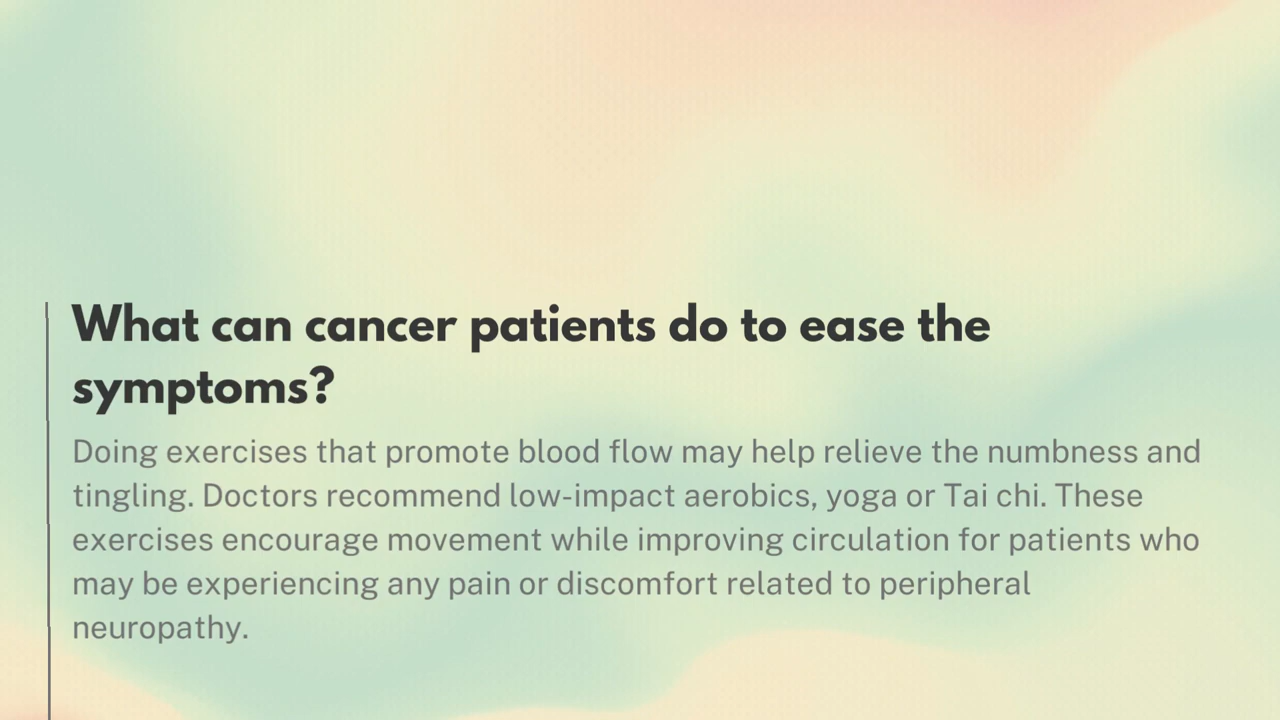 What can cancer patients do to ease the
symptoms?
Doing exercises that promote blood flow may help relieve the numbness and
tingling. Doctors recommend low-impact aerobics, yoga or Tai chi. These
exercises encourage movement while improving circulation for patients who
may be experiencing any pain or discomfort related to peripheral
neuropathy.